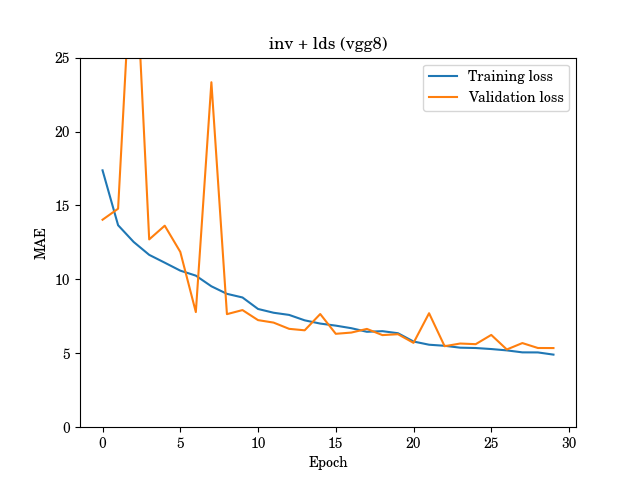 inv + lds (vgg8)
25
Training loss
Validation loss
20
15
MAE
10
5
0
0 5 10 15 20 25 30
Epoch